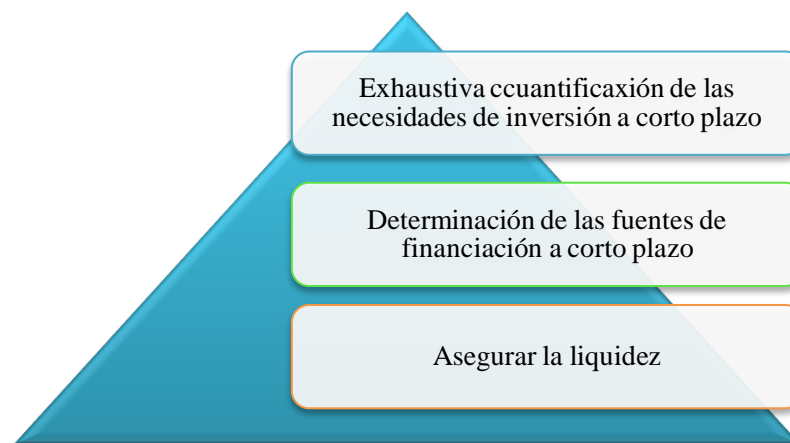 Exhaustiva ccuantificaxión de las
necesidades de inversión a corto plazo
Determinación de las fuentes de
financiación a corto plazo
Asegurar la liquidez